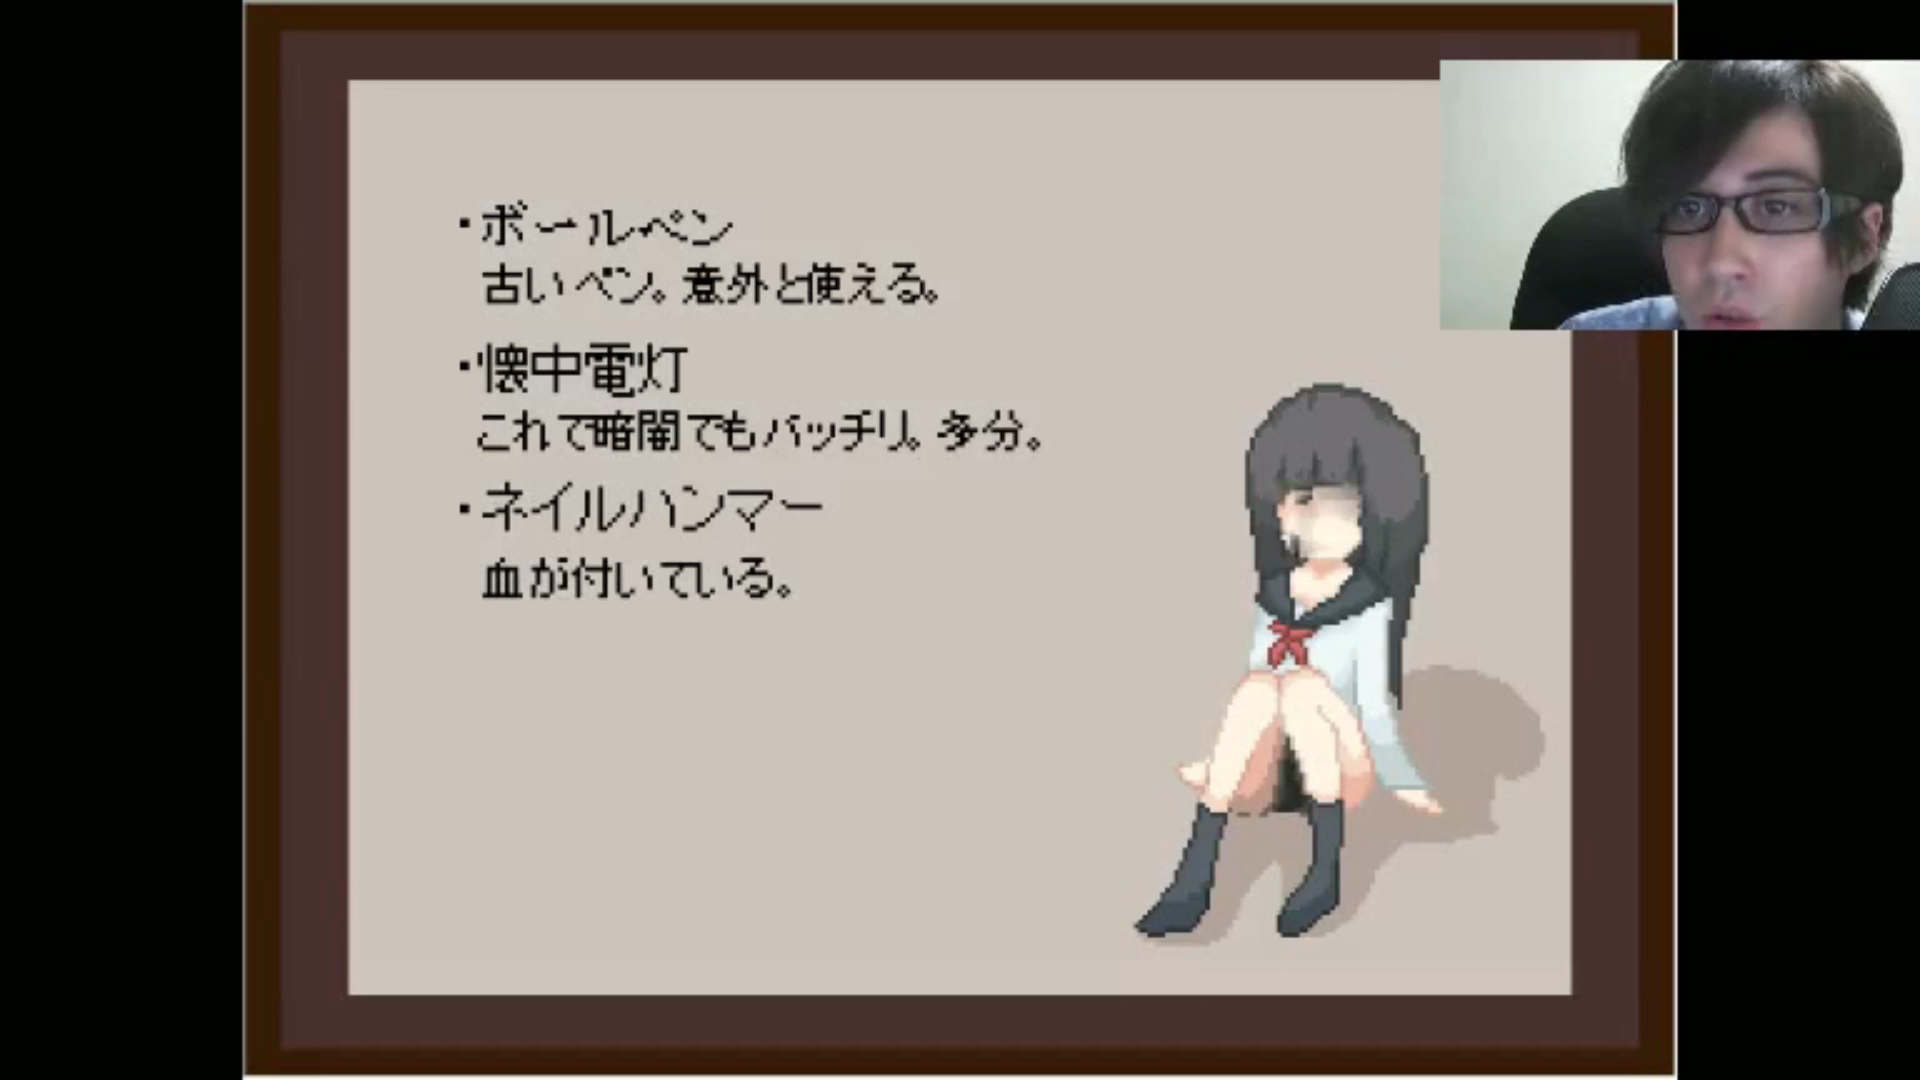 ・ボールペン
古いペン。意外と使える。
・懐中電灯
これで暗闇でもバッチリ。多分。
・ネイルハンマー
血が付いている。